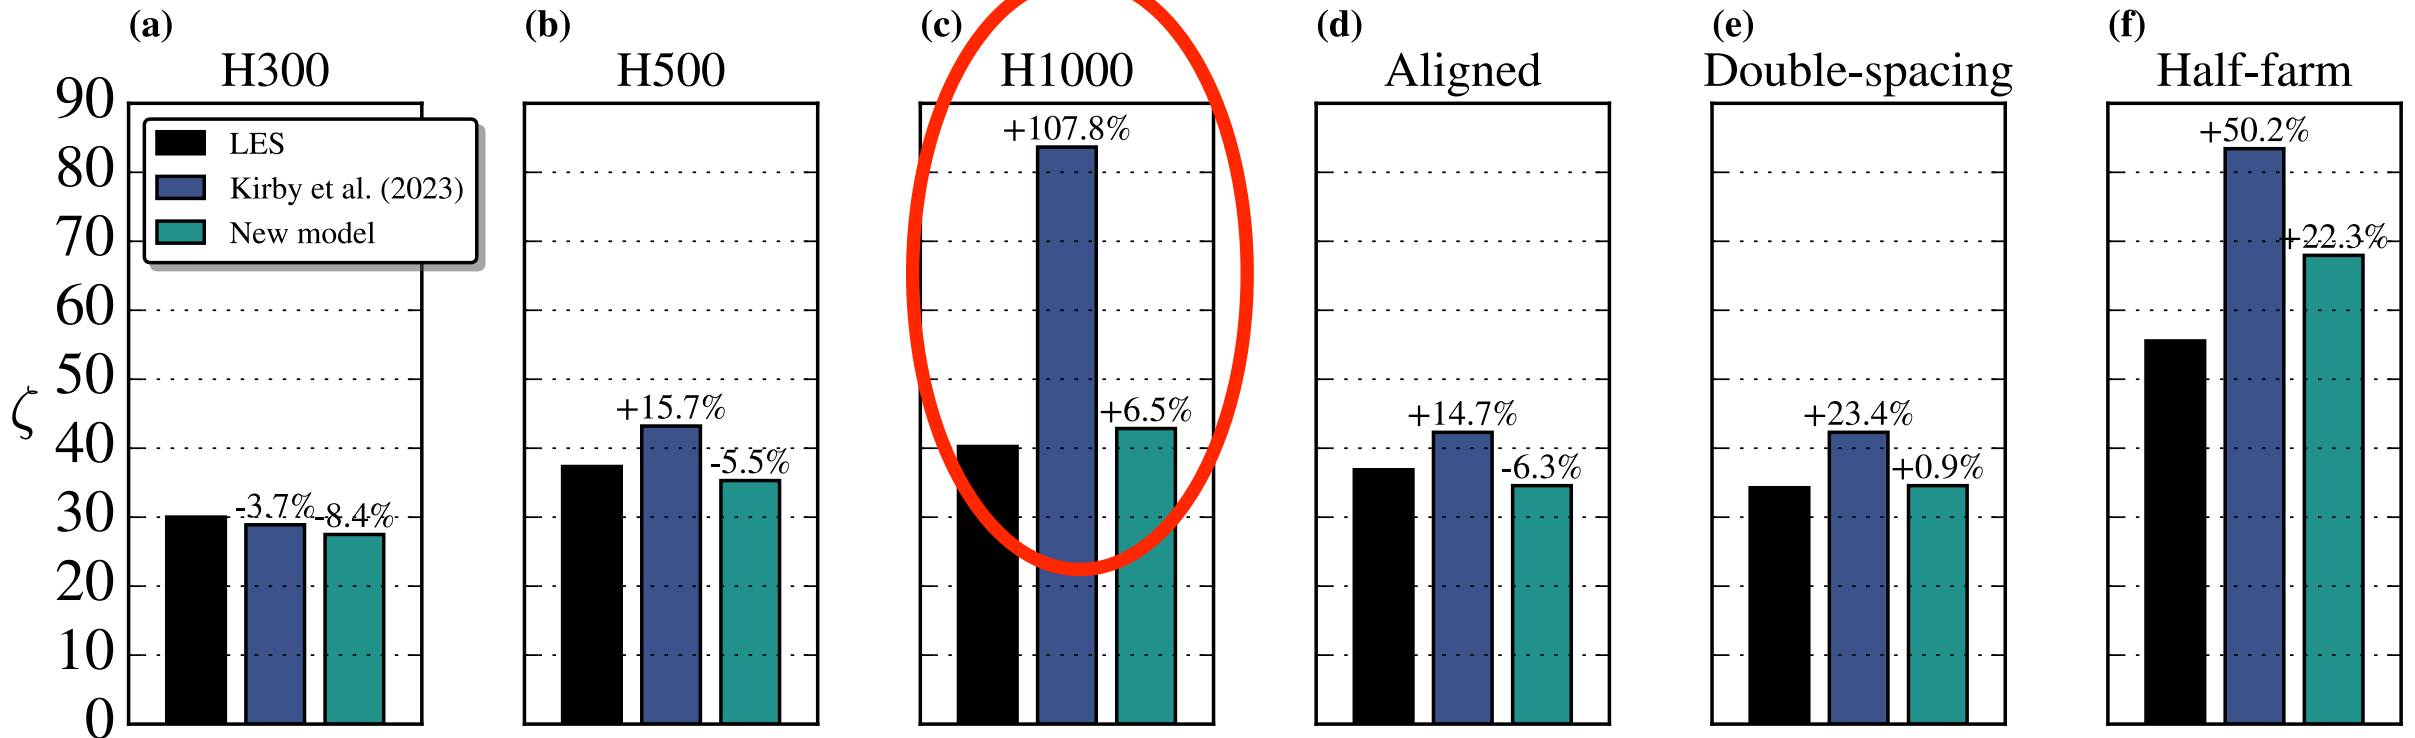 (a) (b) (c) (d) (e) (f)
H300 H500 H1000 Aligned Double-spacing Half-farm
90
80
70
60
50
40
30
20
10
0
ζ
LES
Kirby et al. (2023)
New model
-3.7% -8.4%
+15.7% -5.5%
+107.8% +6.5%
+14.7% -6.3%
+23.4% +0.9%
+50.2% +22.3%